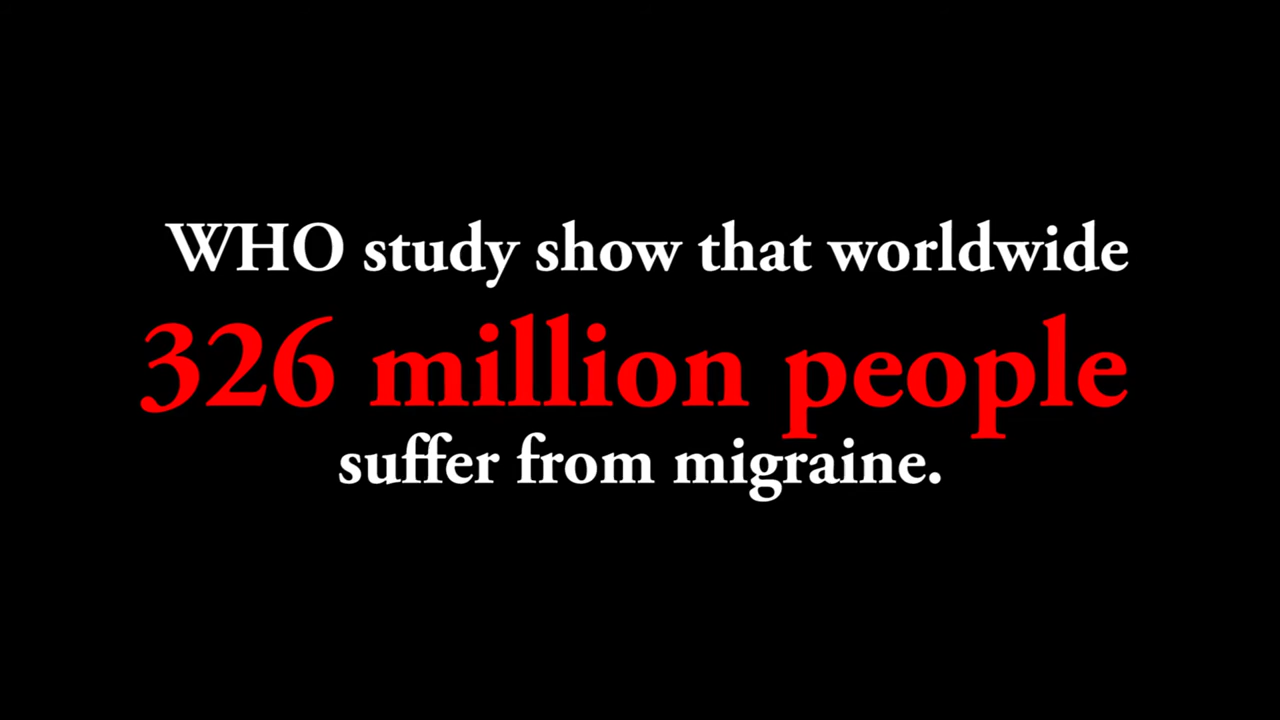 WHO study show that worldwide
326 million people
suffer from migraine.